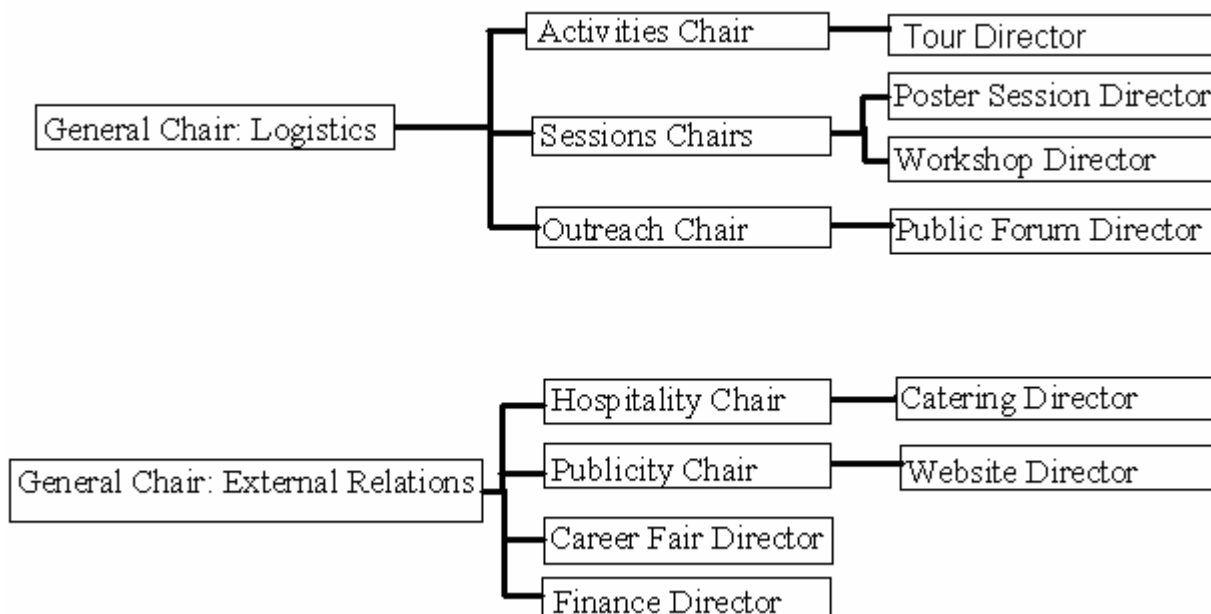 Activities Chair
Tour Director
Poster Session Director
General Chair: Logistics
Sessions Chairs
Workshop Director
Outreach Chair
Public Forum Director
Hospitality Chair
Catering Director
General Chair: External Relations
Publicity Chair
Website Director
Career Fair Director
Finance Director